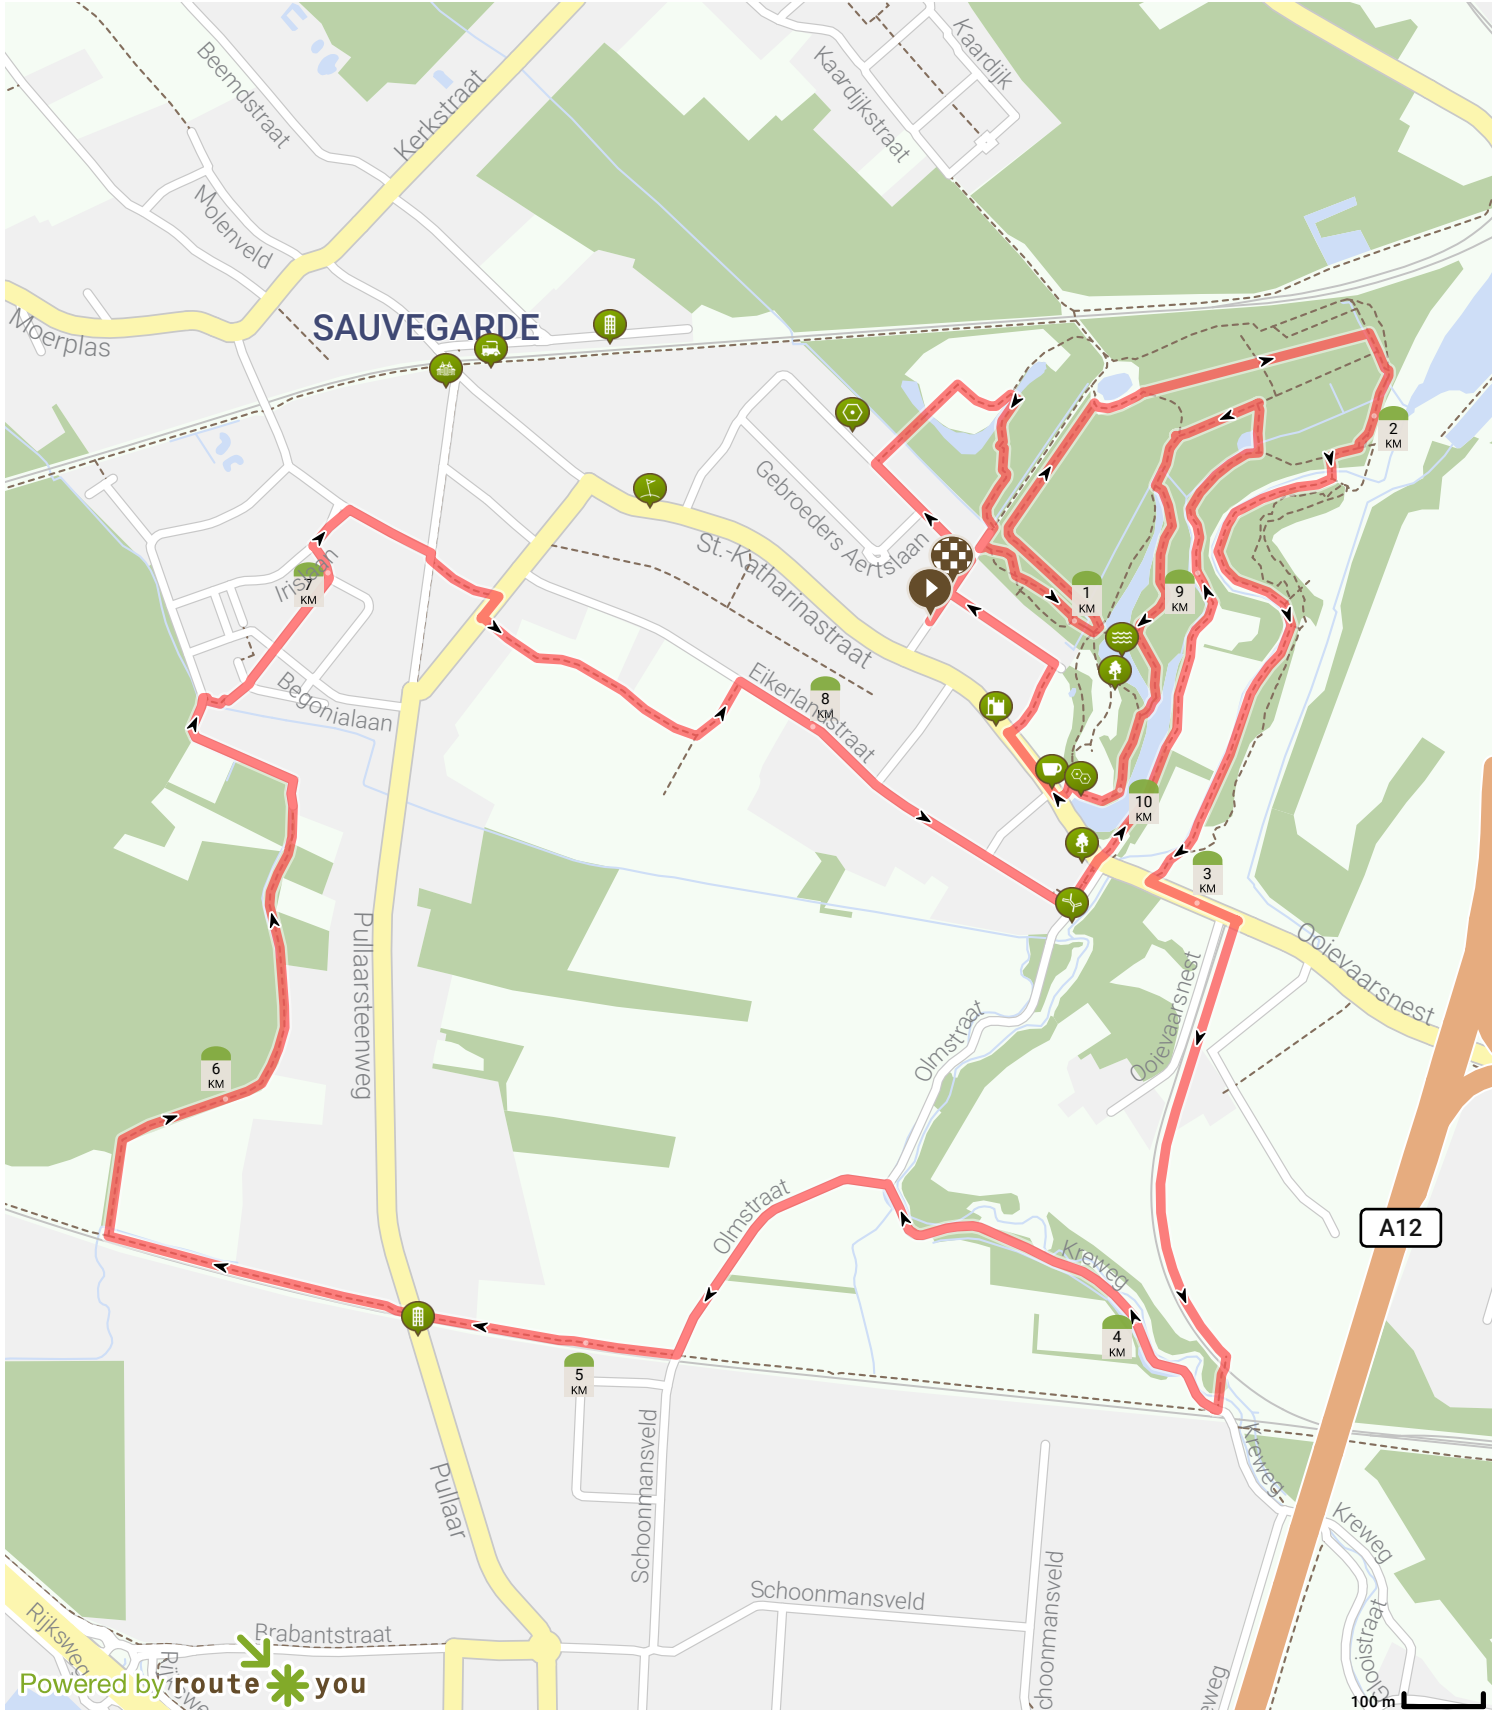 Kaardijk
Kaardijkstraat
Beemdstraat
Kerkstraat
Molenveld
Moerplas
SAUVEGARDE
2
KM
Gebroeders Aertslaan
St.-Katharinastraat
Irislaan
7
KM
1
KM
9
KM
Begonialaan
Eikerlandstraat
8
KM
10
KM
3
KM
Pullaarsteenweg
Ooievaarsnest
Ooievaarsnest
Olmstraat
6
KM
Olmstraat
A12
Kreweg
4
KM
5
KM
Schoonmansveld
Kreweg
Pullaar
Kreweg
Schoonmansveld
Schoonmansveld
Brabantstraat
Rijksweg
Powered by route you
100 m